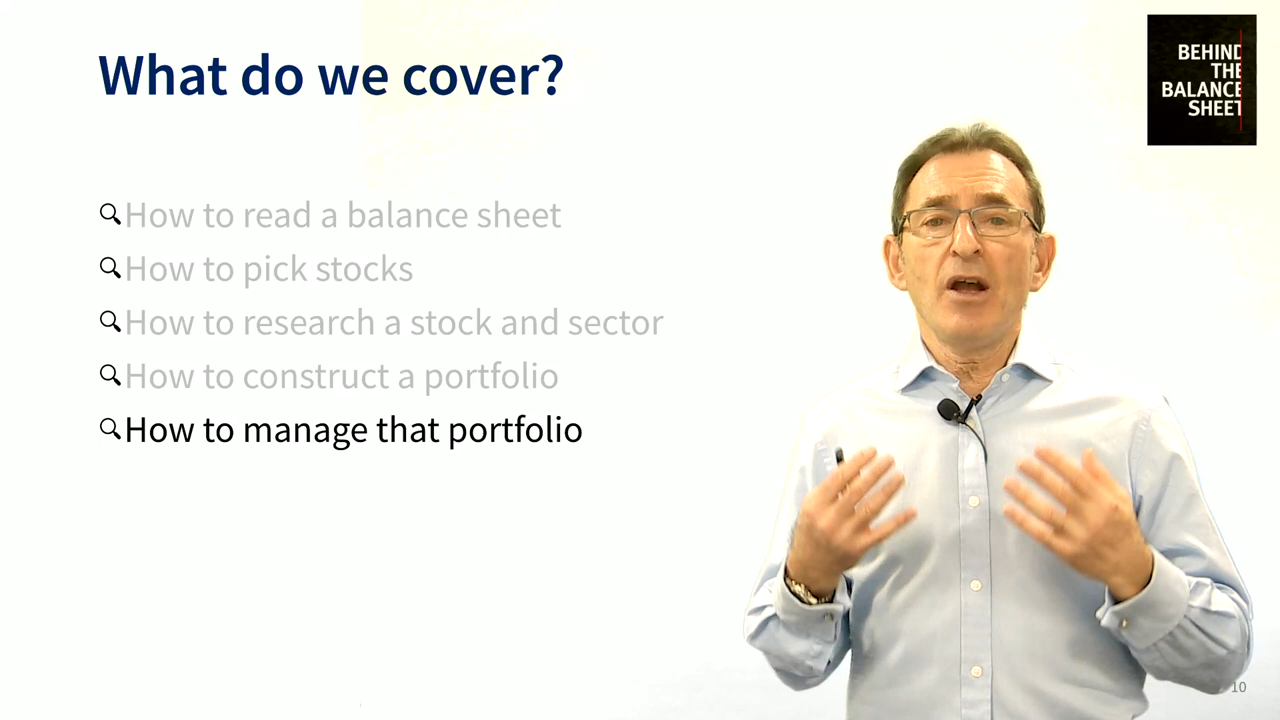 What do we cover?
BEHIND
THE
BALANCE
SHEET
How to read a balance sheet
How to pick stocks
How to research a stock and sector
How to construct a portfolio
How to manage that portfolio
10